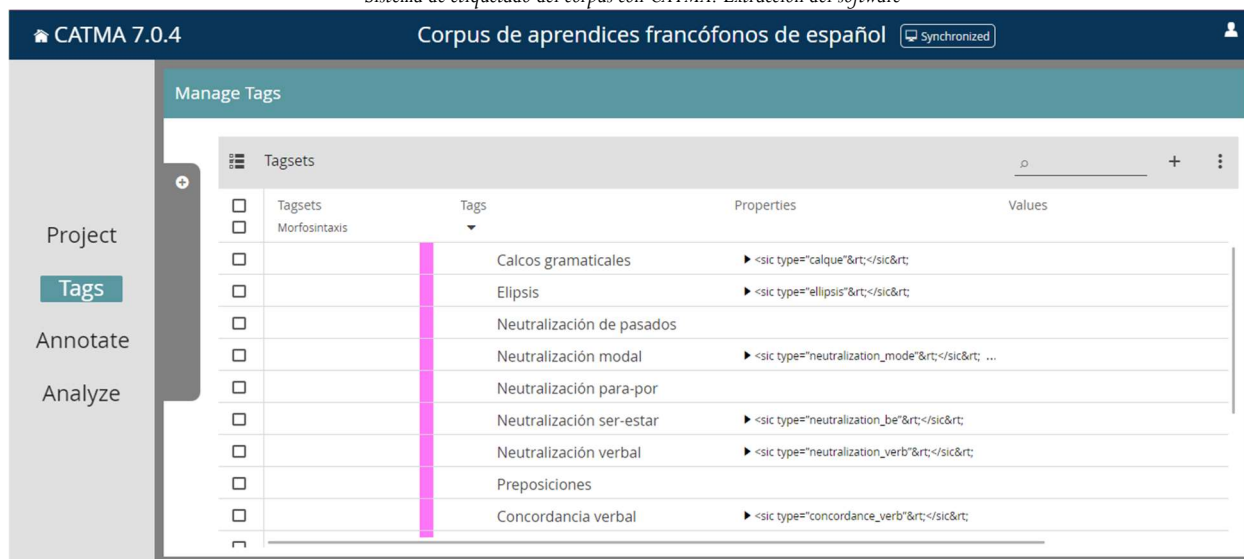 Sistema de etiquetado del corpus con CATMA. Extracción del software
CATMA 7.0.4
Corpus de aprendices francófonos de español
Synchronized
Manage Tags
Project
Tags
Annotate
Analyze
Tagsets
Tagsets Tags Properties Values
Morfosintaxis
Calcos gramaticales <sic type="calque"&rt;</sic&rt;
Elipsis <sic type="ellipsis"&rt;</sic&rt;
Neutralización de pasados
Neutralización modal <sic type="neutralization_mode"&rt;</sic&rt; ...
Neutralización para-por
Neutralización ser-estar <sic type="neutralization_be"&rt;</sic&rt;
Neutralización verbal <sic type="neutralization_verb"&rt;</sic&rt;
Preposiciones
Concordancia verbal <sic type="concordance_verb"&rt;</sic&rt;